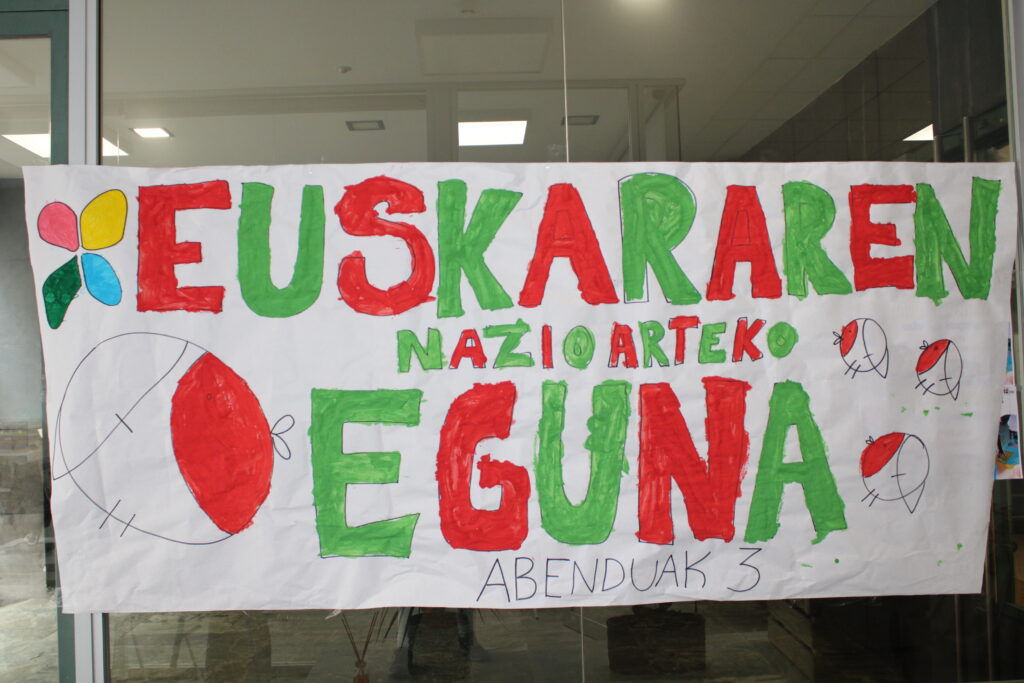 EUSKARAREN
NAZIOARTEKO
EGUNA
ABENDUAK 3